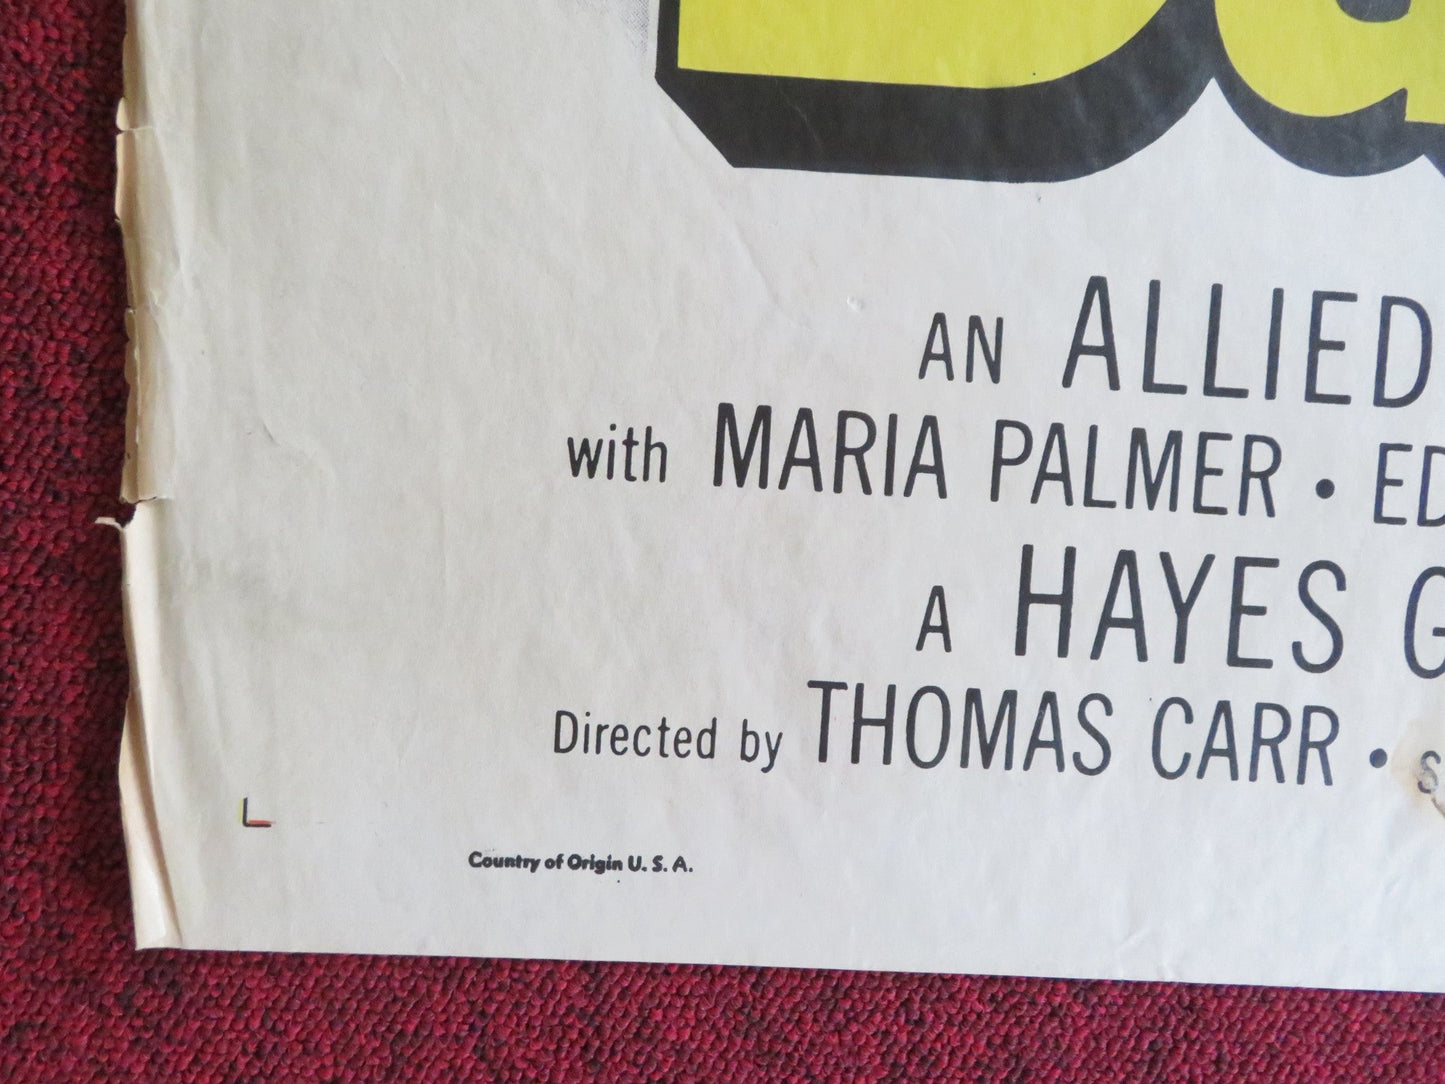 AN ALLIED
with MARIA PALMER • ED
A HAYES G
Directed by THOMAS CARR • S
Country of Origin U. S. A.